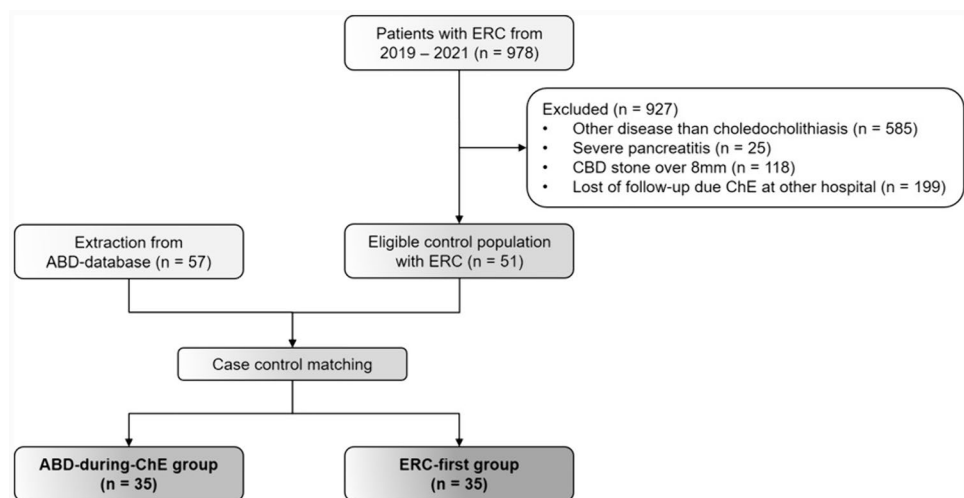 Patients with ERC from
2019 – 2021 (n = 978)
Excluded (n = 927)
• Other disease than choledocholithiasis (n = 585)
• Severe pancreatitis (n = 25)
• CBD stone over 8mm (n = 118)
• Lost of follow-up due ChE at other hospital (n = 199)
Extraction from
ABD-database (n = 57)
Eligible control population
with ERC (n = 51)
Case control matching
ABD-during-ChE group
(n = 35)
ERC-first group
(n = 35)